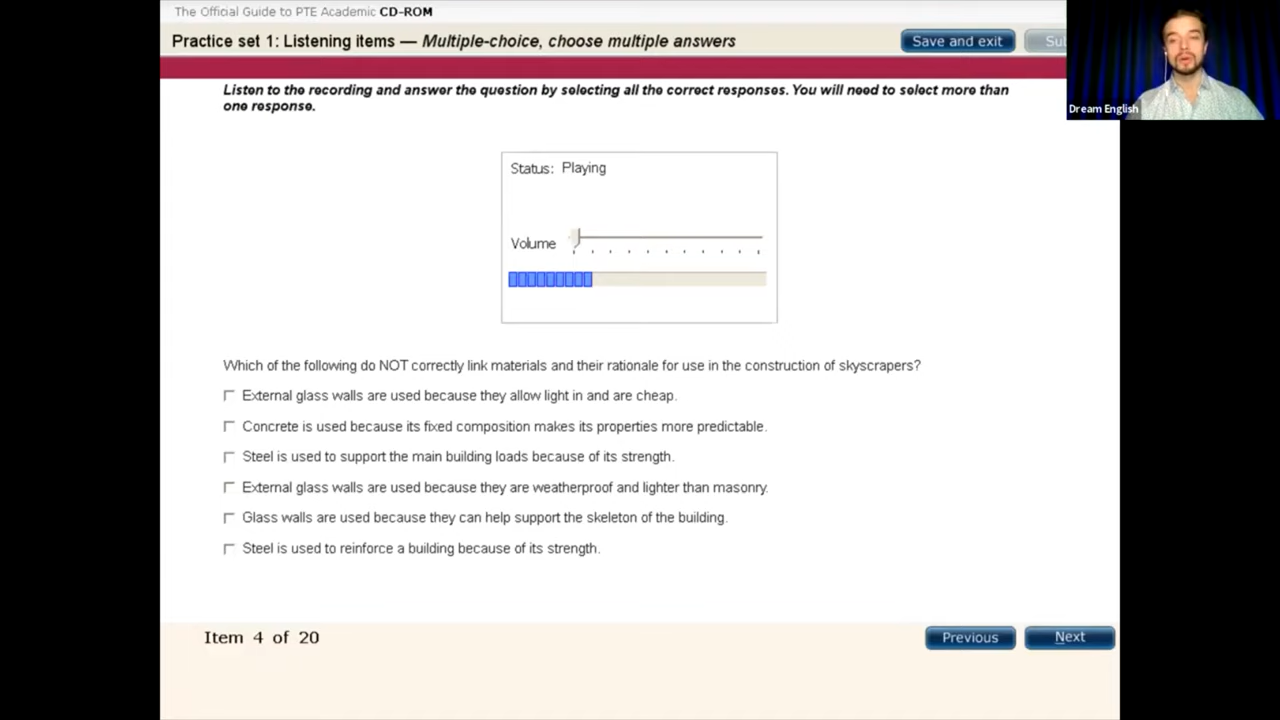 The Official Guide to PTE Academic CD-ROM
Practice set 1: Listening items — Multiple-choice, choose multiple answers
Save and exit
Su
Listen to the recording and answer the question by selecting all the correct responses. You will need to select more than
one response.
Dream English
Status: Playing
Volume
Which of the following do NOT correctly link materials and their rationale for use in the construction of skyscrapers?
External glass walls are used because they allow light in and are cheap.
Concrete is used because its fixed composition makes its properties more predictable.
Steel is used to support the main building loads because of its strength.
External glass walls are used because they are weatherproof and lighter than masonry.
Glass walls are used because they can help support the skeleton of the building.
Steel is used to reinforce a building because of its strength.
Item 4 of 20
Previous
Next